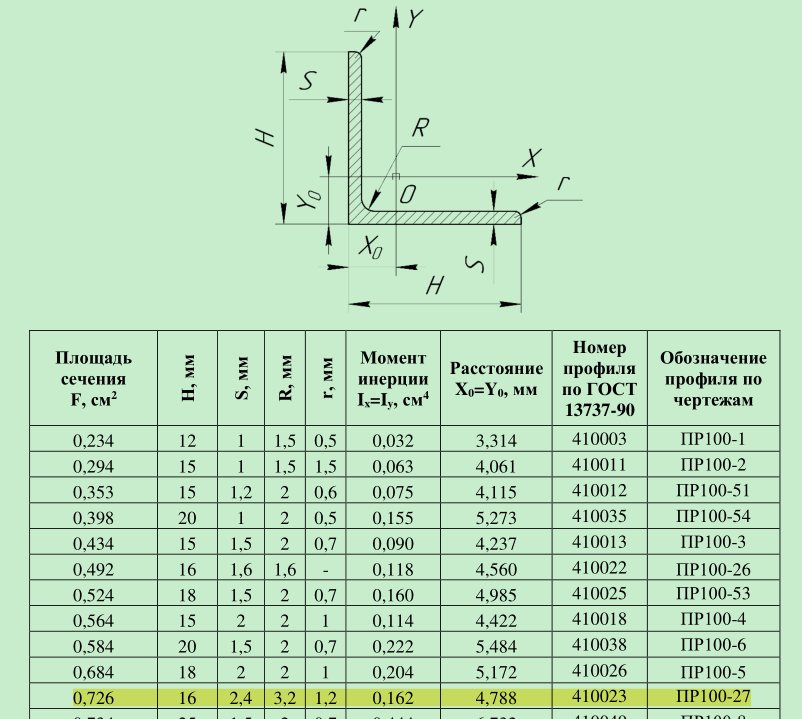 r
Y
S
H
R
X
Y₀
O
r
X₀
S
H
Площадь сечения F, см²	H, мм	S, мм	R, мм	r, мм	Момент инерции Iₓ=Iᵧ, см⁴	Расстояние X₀=Y₀, мм	Номер профиля по ГОСТ 13737-90	Обозначение профиля по чертежам
0,234 12 1 1,5 0,5 0,032 3,314 410003 ПР100-1
0,294 15 1 1,5 1,5 0,063 4,061 410011 ПР100-2
0,353 15 1,2 2 0,6 0,075 4,115 410012 ПР100-51
0,398 20 1 2 0,5 0,155 5,273 410035 ПР100-54
0,434 15 1,5 2 0,7 0,090 4,237 410013 ПР100-3
0,492 16 1,6 1,6 - 0,118 4,560 410022 ПР100-26
0,524 18 1,5 2 0,7 0,160 4,985 410025 ПР100-53
0,564 15 2 2 1 0,114 4,422 410018 ПР100-4
0,584 20 1,5 2 0,7 0,222 5,484 410038 ПР100-6
0,684 18 2 2 1 0,204 5,172 410026 ПР100-5
0,726 16 2,4 3,2 1,2 0,162 4,788 410023 ПР100-27